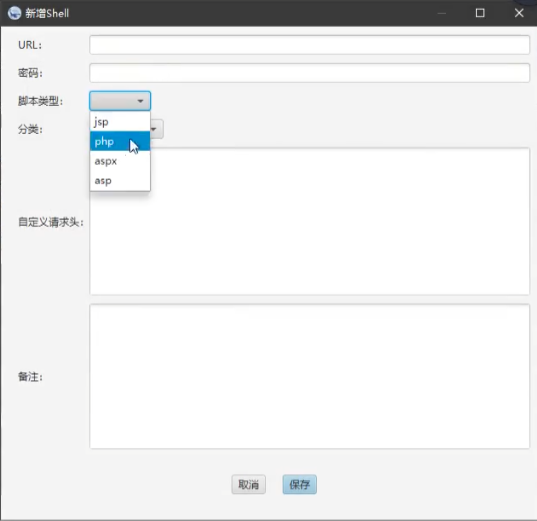 新增Shell
URL:
密码:
脚本类型:
jsp
分类:
php
aspx
asp
自定义请求头:
备注:
取消 保存